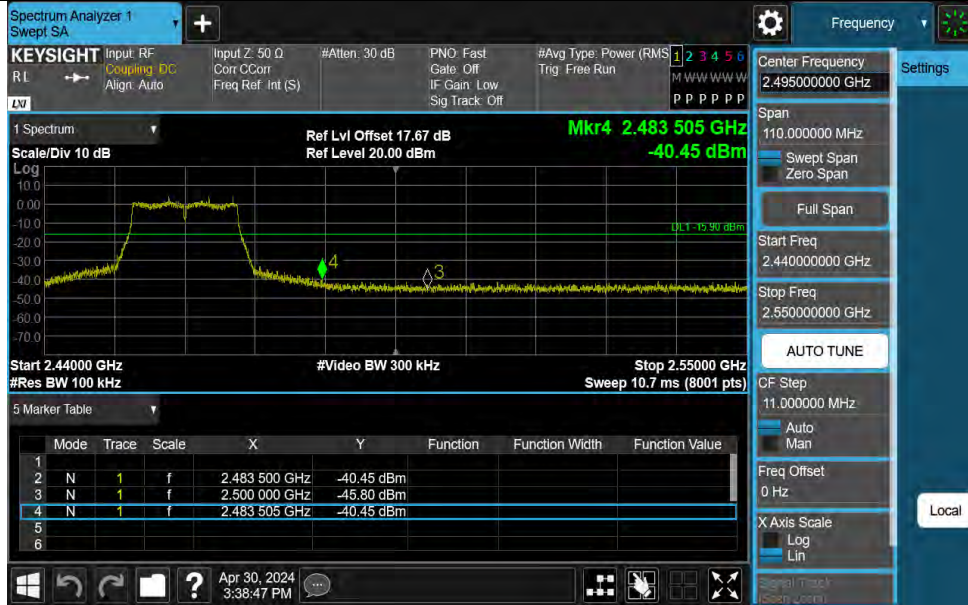 Spectrum Analyzer 1
Swept SA
Frequency
KEYSIGHT
RL
LXI
Input: RF
Coupling: DC
Align: Auto
Input Z: 50 Ω
Corr CCorr
Freq Ref: Int (S)
#Atten: 30 dB
PNO: Fast
Gate: Off
IF Gain: Low
Sig Track: Off
#Avg Type: Power (RMS
Trig: Free Run
1 2 3 4 5 6
M W W W W W
P P P P P P
Center Frequency
2.495000000 GHz
Settings
Span
110.000000 MHz
Swept Span
Zero Span
Full Span
Start Freq
2.440000000 GHz
Stop Freq
2.550000000 GHz
AUTO TUNE
CF Step
11.000000 MHz
Auto
Man
Freq Offset
0 Hz
X Axis Scale
Log
Lin
Signal Track
(Span Zoom)
Local
1 Spectrum
Scale/Div 10 dB
Ref Lvl Offset 17.67 dB
Ref Level 20.00 dBm
Mkr4 2.483 505 GHz
-40.45 dBm
Log
10.0
0.00
-10.0
-20.0
-30.0
-40.0
-50.0
-60.0
-70.0
DL1 -15.90 dBm
4
3
Start 2.44000 GHz
#Video BW 300 kHz
Stop 2.55000 GHz
#Res BW 100 kHz
Sweep 10.7 ms (8001 pts)
5 Marker Table
Mode Trace Scale X Y Function Function Width Function Value
1
2 N 1 f 2.483 500 GHz -40.45 dBm
3 N 1 f 2.500 000 GHz -45.80 dBm
4 N 1 f 2.483 505 GHz -40.45 dBm
5
6
?
Apr 30, 2024
3:38:47 PM